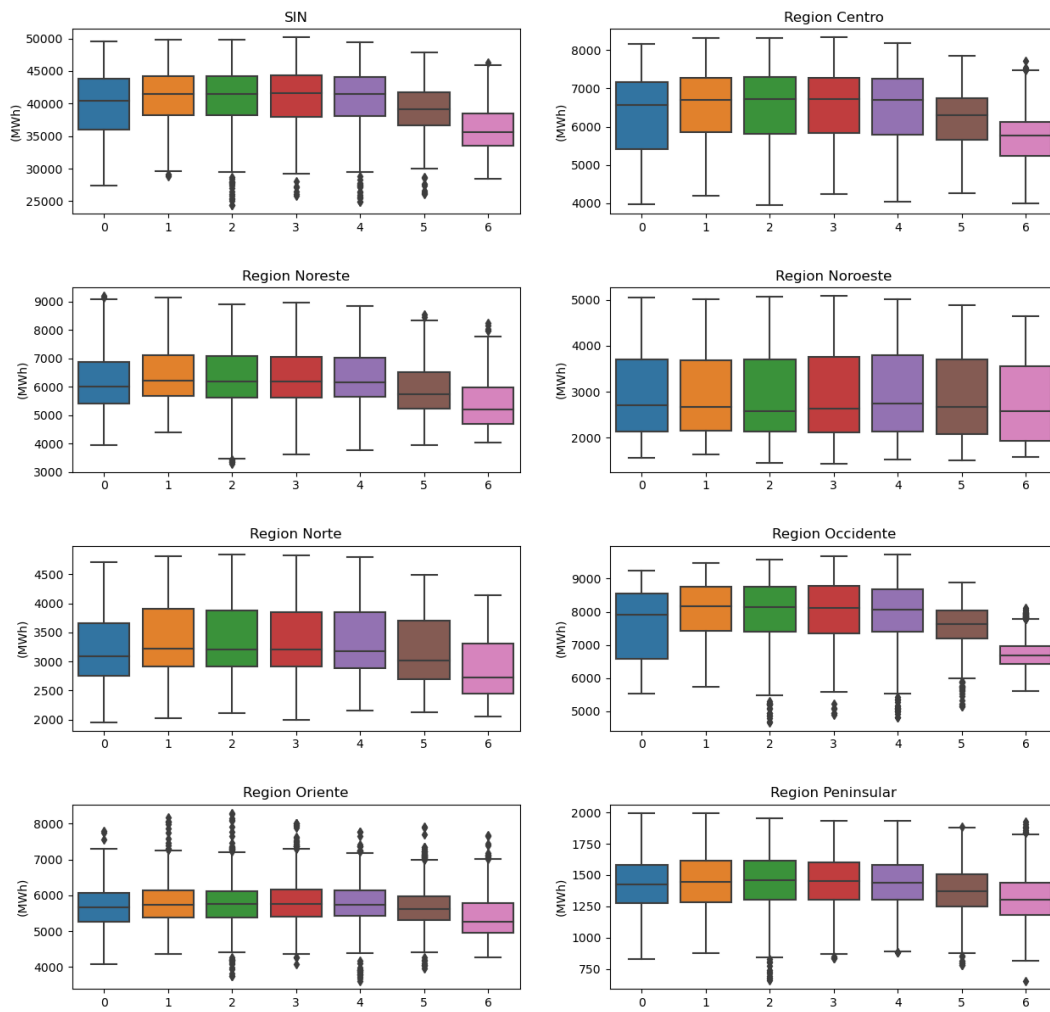 SIN
50000
45000
40000
35000
30000
25000
(MWh)
0 1 2 3 4 5 6
Region Centro
8000
7000
6000
5000
4000
(MWh)
0 1 2 3 4 5 6
Region Noreste
9000
8000
7000
6000
5000
4000
3000
(MWh)
0 1 2 3 4 5 6
Region Noroeste
5000
4000
3000
2000
(MWh)
0 1 2 3 4 5 6
Region Norte
4500
4000
3500
3000
2500
2000
(MWh)
0 1 2 3 4 5 6
Region Occidente
9000
8000
7000
6000
5000
(MWh)
0 1 2 3 4 5 6
Region Oriente
8000
7000
6000
5000
4000
(MWh)
0 1 2 3 4 5 6
Region Peninsular
2000
1750
1500
1250
1000
750
(MWh)
0 1 2 3 4 5 6